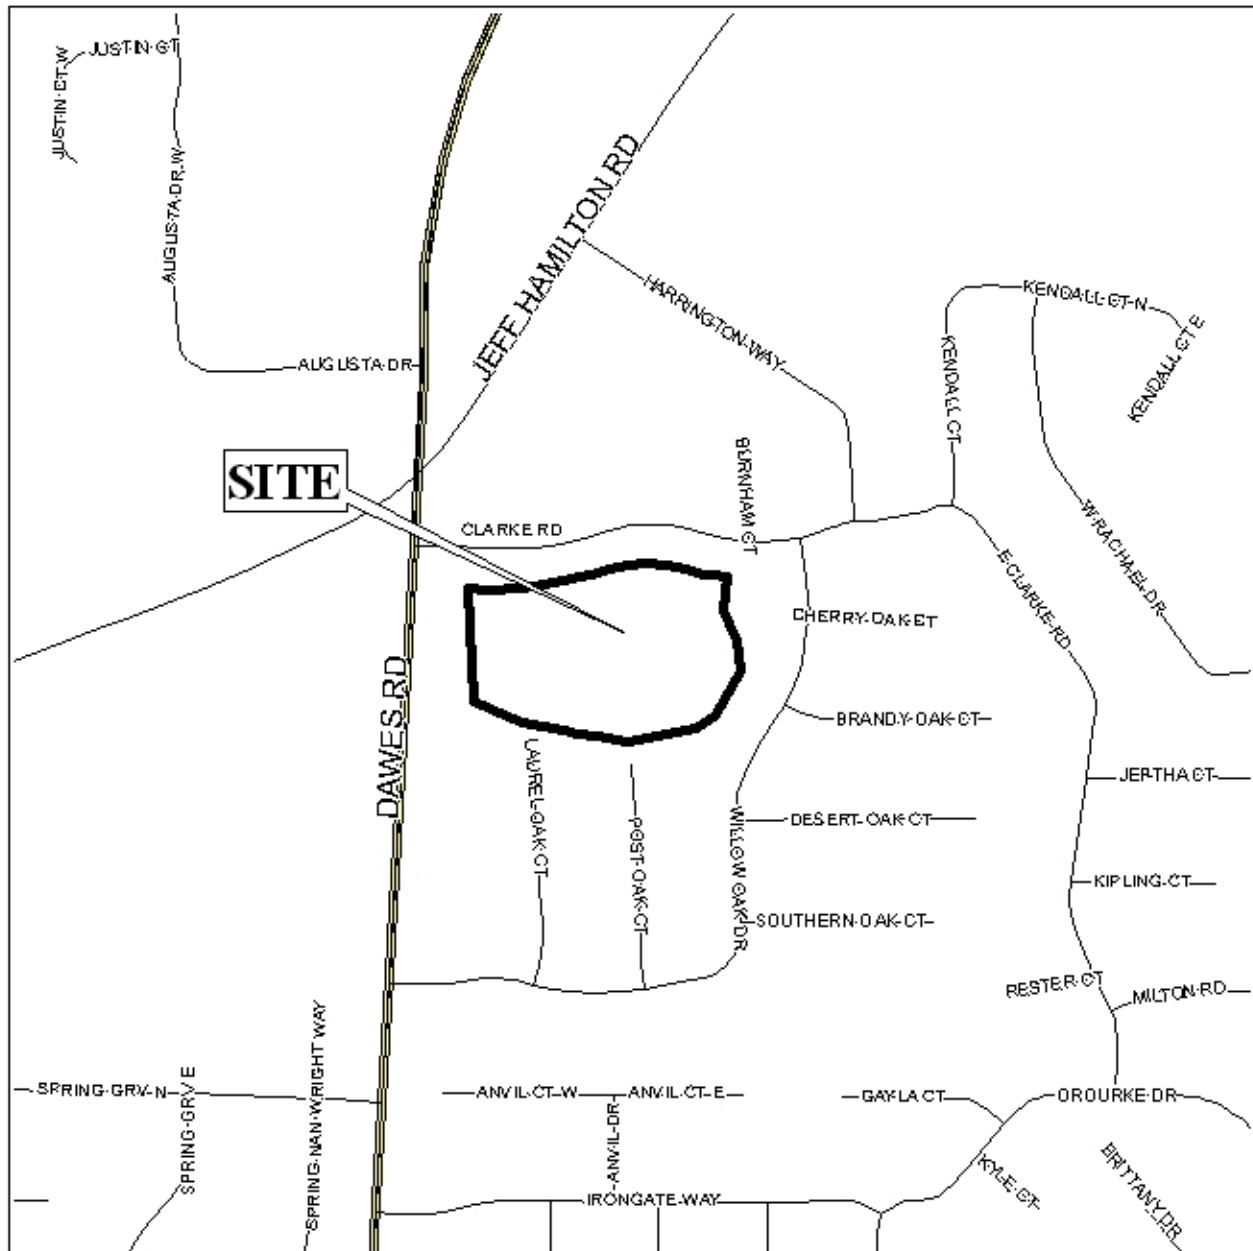 JUSTIN CT W
JUSTIN CT
AUGUSTA DR W
JEFF HAMILTON RD
HARRINGTON WAY
KENDALL CT N
KENDALL CT E
AUGUSTA DR
KENDALL CT
SITE
BURNHAM CT
CLARKE RD
W RACHAEL DR
E CLARKE RD
CHERRY OAK CT
DAWES RD
BRANDY OAK CT
LAUREL OAK CT
JERTHA CT
POST OAK CT
WILLOW OAK DR
DESERT OAK CT
KIPLING CT
SOUTHERN OAK CT
RESTER CT
MILTON RD
SPRING GRV N
SPRING GRV E
SPRING NAN WRIGHT WAY
ANVIL CT W
ANVIL CT E
GAYLA CT
OROURKE DR
ANVIL DR
KYLE CT
BRITTANY DR
IRONGATE WAY